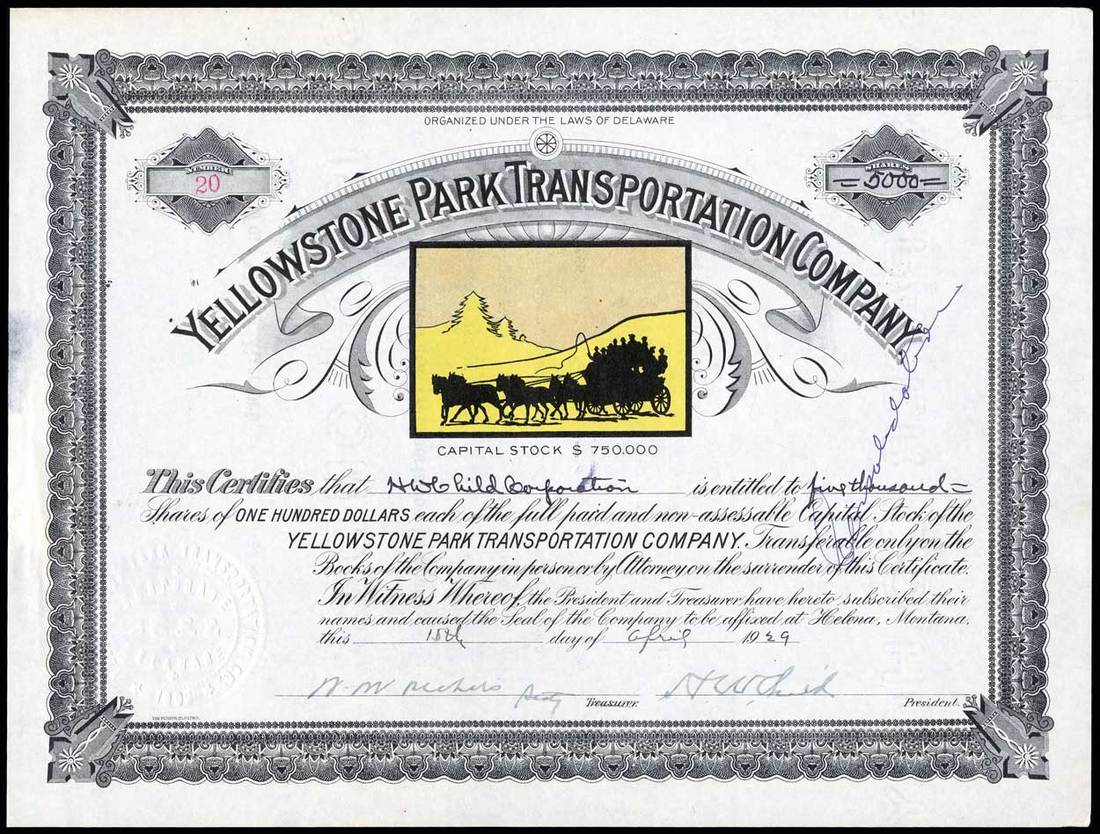 ORGANIZED UNDER THE LAWS OF DELAWARE
NUMBER
20
SHARES
=5000=
YELLOWSTONE PARK TRANSPORTATION COMPANY
CAPITAL STOCK $ 750.000
This Certifies that H W Child Corporation is entitled to five thousand =
Shares of ONE HUNDRED DOLLARS each of the full paid and non-assessable Capital Stock of the
YELLOWSTONE PARK TRANSPORTATION COMPANY. Transferable only on the
Books of the Company in person or by Attorney on the surrender of this Certificate.
In Witness Whereof, the President and Treasurer have hereto subscribed their
names and caused the Seal of the Company to be affixed at Helena, Montana,
this 15th day of April 1929
Treasurer. H W Child President.